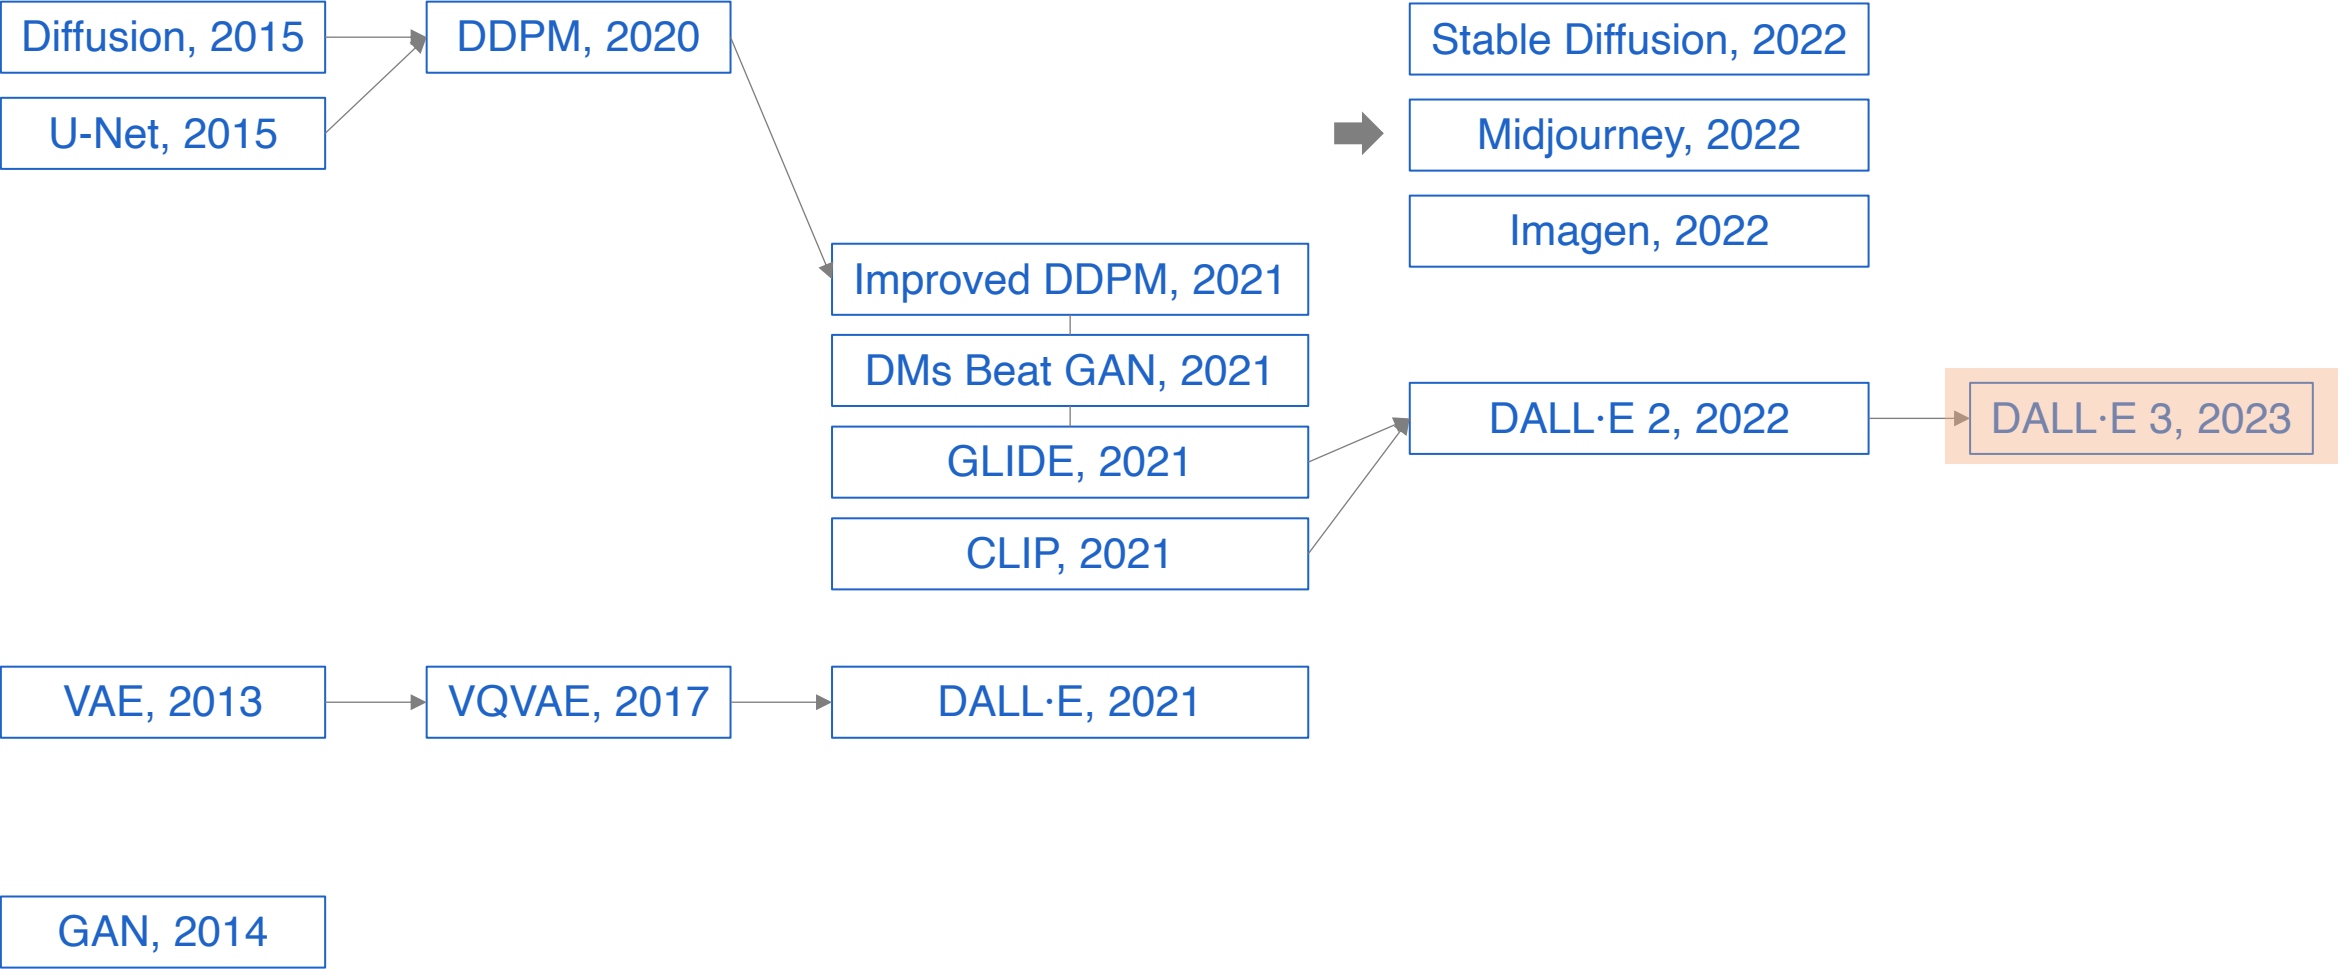 Diffusion, 2015
U-Net, 2015
DDPM, 2020
Improved DDPM, 2021
DMs Beat GAN, 2021
GLIDE, 2021
CLIP, 2021
Stable Diffusion, 2022
Midjourney, 2022
Imagen, 2022
DALL·E 2, 2022
DALL·E 3, 2023
VAE, 2013
VQVAE, 2017
DALL·E, 2021
GAN, 2014